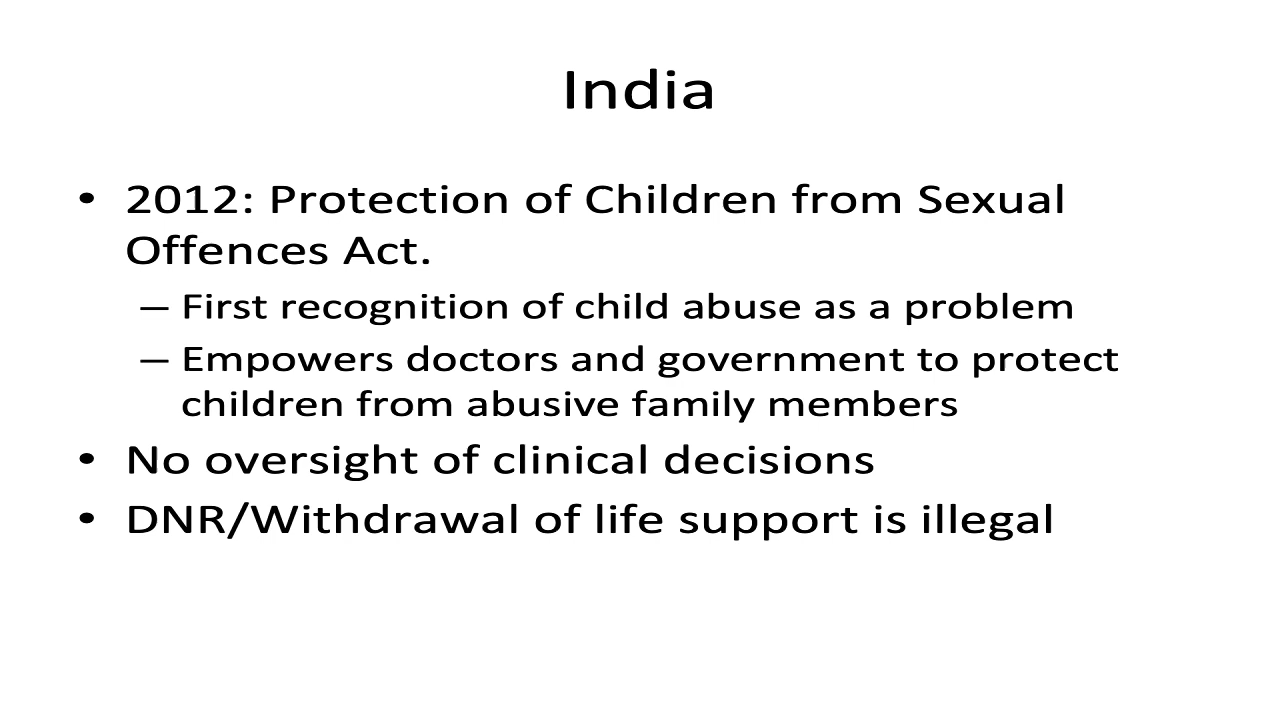 India
• 2012: Protection of Children from Sexual
Offences Act.
– First recognition of child abuse as a problem
– Empowers doctors and government to protect
children from abusive family members
• No oversight of clinical decisions
• DNR/Withdrawal of life support is illegal